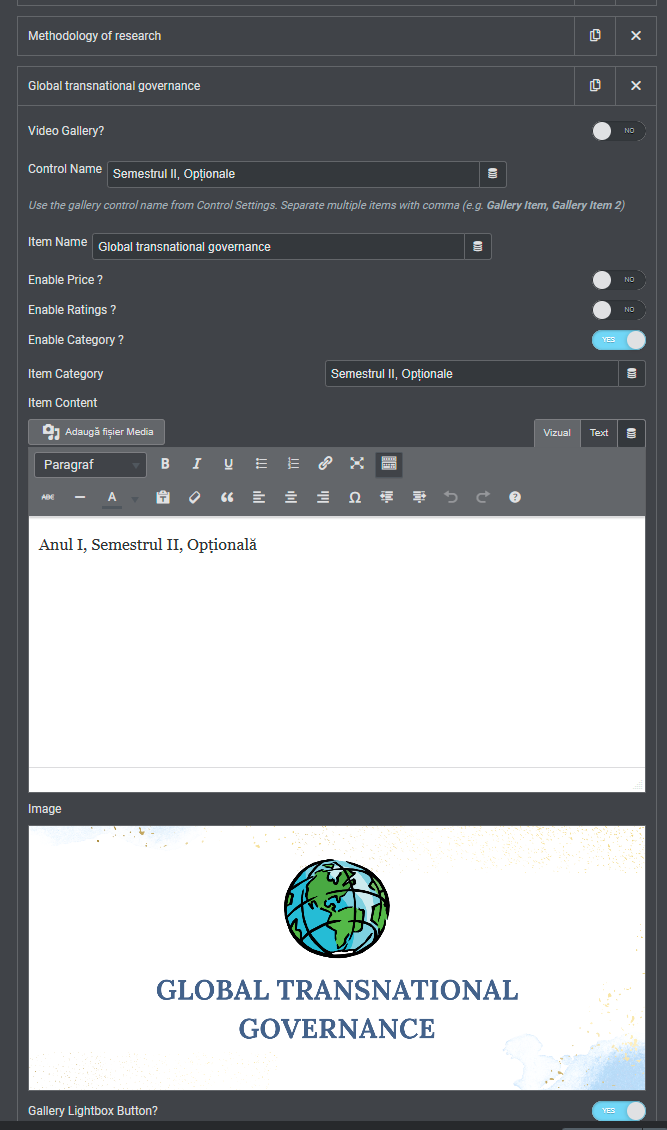 Methodology of research
Global transnational governance
Video Gallery?
NO
Control Name
Semestrul II, Opționale
Use the gallery control name from Control Settings. Separate multiple items with comma (e.g. Gallery Item, Gallery Item 2)
Item Name
Global transnational governance
Enable Price ?
NO
Enable Ratings ?
NO
Enable Category ?
YES
Item Category
Semestrul II, Opționale
Item Content
Adaugă fișier Media
Vizual
Text
Paragraf
B I U
ABC A Ω
Anul I, Semestrul II, Opțională
Image
GLOBAL TRANSNATIONAL
GOVERNANCE
Gallery Lightbox Button?
YES